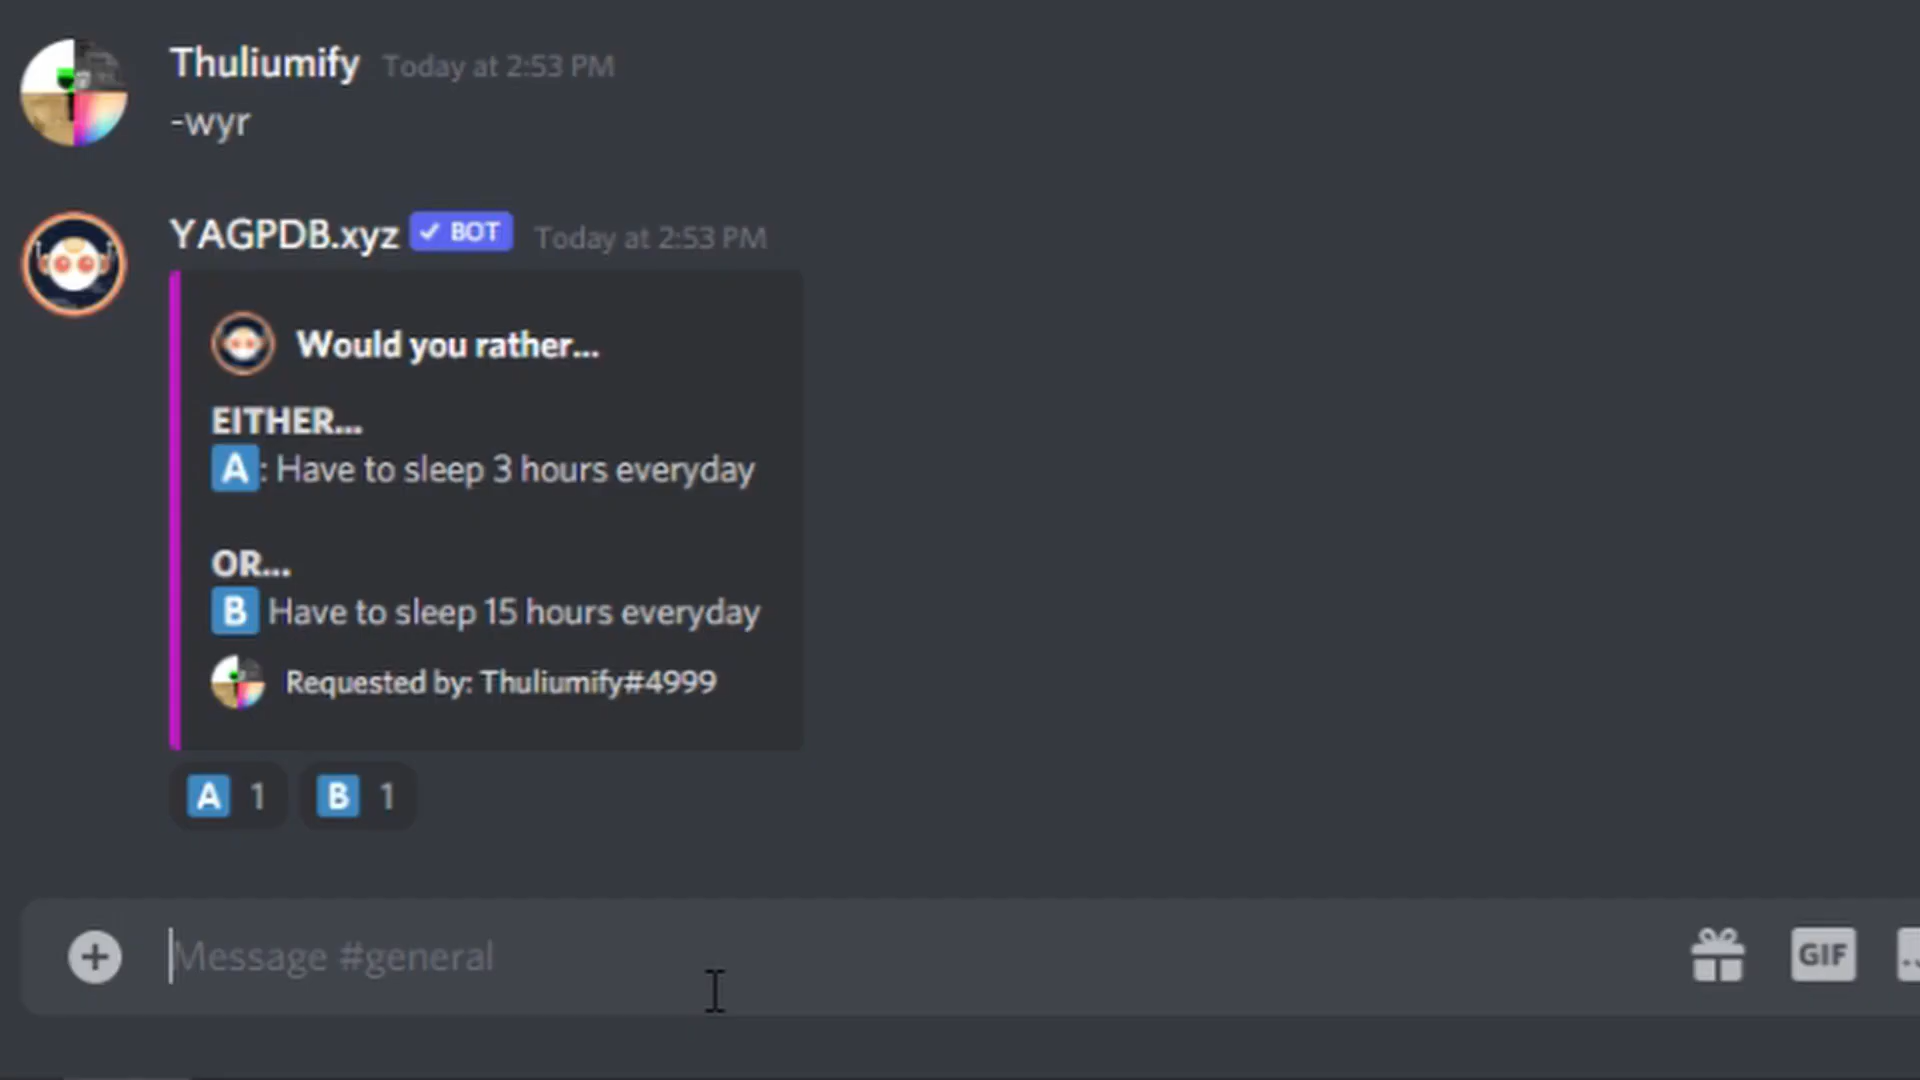 Thuliumify Today at 2:53 PM
-wyr
YAGPDB.xyz ✓ BOT Today at 2:53 PM
Would you rather...
EITHER...
A: Have to sleep 3 hours everyday
OR...
B Have to sleep 15 hours everyday
Requested by: Thuliumify#4999
A 1 B 1
Message #general
GIF